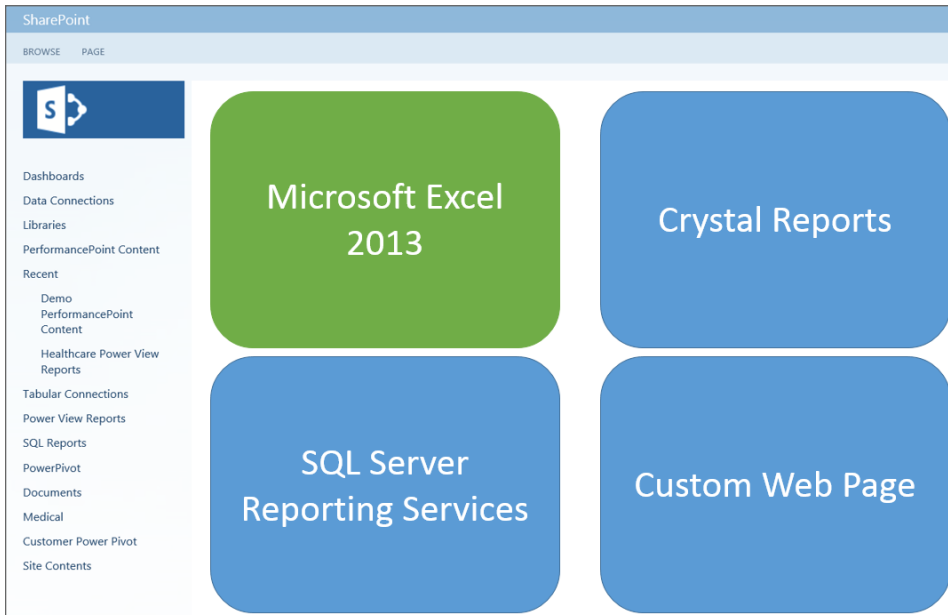 SharePoint
BROWSE PAGE
S
Dashboards
Data Connections
Libraries
PerformancePoint Content
Recent
Demo
PerformancePoint
Content
Healthcare Power View
Reports
Tabular Connections
Power View Reports
SQL Reports
PowerPivot
Documents
Medical
Customer Power Pivot
Site Contents
Microsoft Excel
2013
Crystal Reports
SQL Server
Reporting Services
Custom Web Page